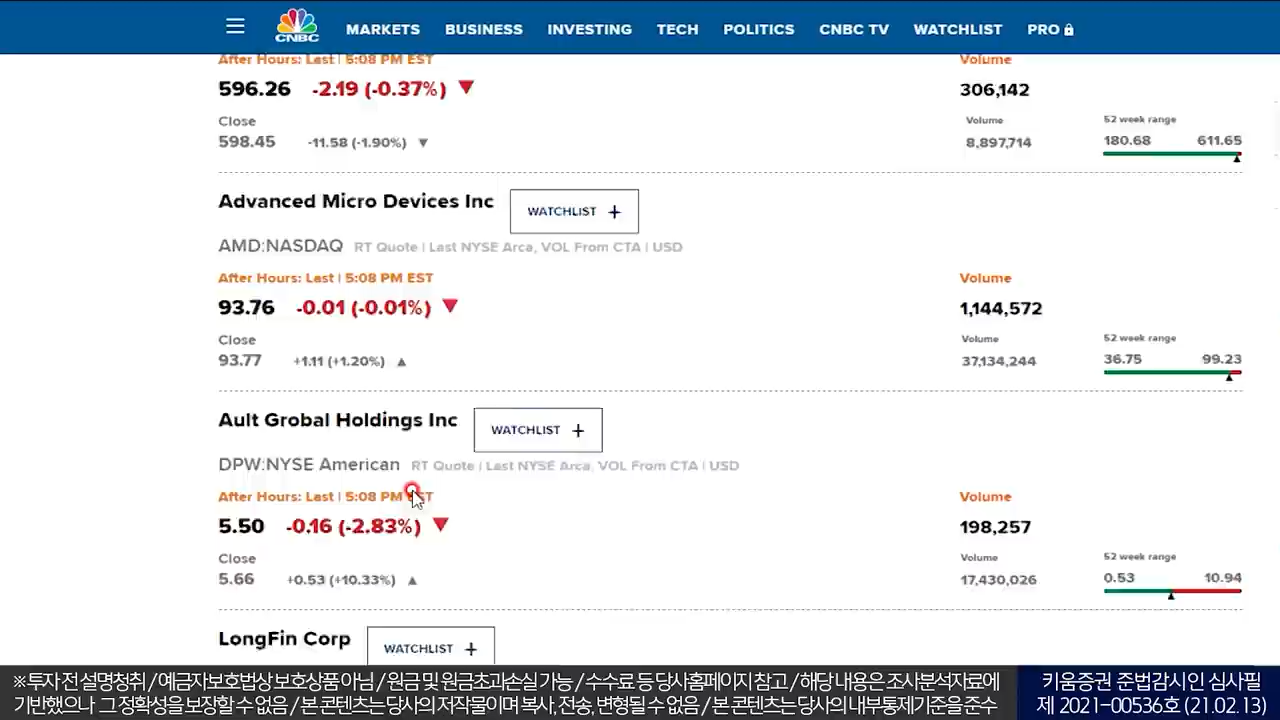 CNBC
MARKETS BUSINESS INVESTING TECH POLITICS CNBC TV WATCHLIST PRO
After Hours: Last | 5:08 PM EST Volume
596.26 -2.19 (-0.37%) 306,142
Close Volume 52 week range
598.45 -11.58 (-1.90%) 8,897,714 180.68 611.65
Advanced Micro Devices Inc WATCHLIST +
AMD:NASDAQ RT Quote | Last NYSE Arca, VOL From CTA | USD
After Hours: Last | 5:08 PM EST Volume
93.76 -0.01 (-0.01%) 1,144,572
Close Volume 52 week range
93.77 +1.11 (+1.20%) 37,134,244 36.75 99.23
Ault Grobal Holdings Inc WATCHLIST +
DPW:NYSE American RT Quote | Last NYSE Arca, VOL From CTA | USD
After Hours: Last | 5:08 PM EST Volume
5.50 -0.16 (-2.83%) 198,257
Close Volume 52 week range
5.66 +0.53 (+10.33%) 17,430,026 0.53 10.94
LongFin Corp WATCHLIST +
※투자 전 설명청취 / 예금자보호법상 보호상품 아님 / 원금 및 원금초과손실 가능 / 수수료 등 당사홈페이지 참고 / 해당 내용은 조사분석자료에
기반했으나 그 정확성을 보장할 수 없음 / 본 콘텐츠는 당사의 저작물이며 복사, 전송, 변형될 수 없음 / 본 콘텐츠는 당사의 내부통제기준을 준수
키움증권 준법감시인 심사필
제 2021-00536호 (21.02.13)